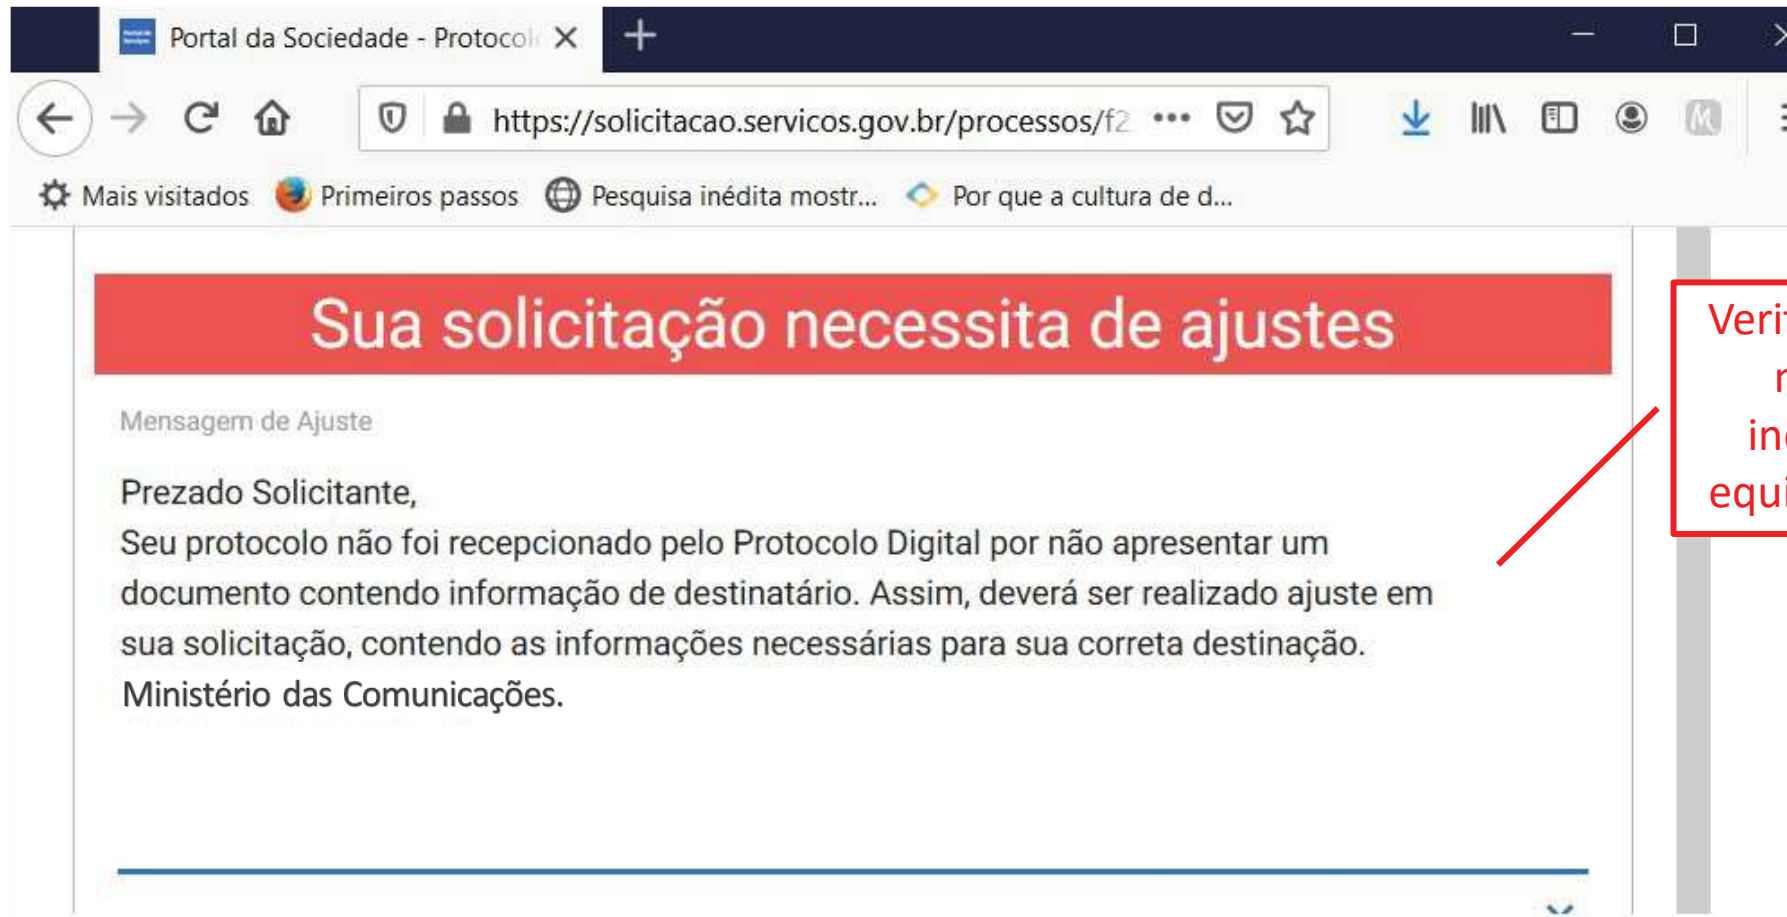 Portal da Sociedade - Protocol
https://solicitacao.servicos.gov.br/processos/f2
Mais visitados Primeiros passos Pesquisa inédita mostr... Por que a cultura de d...
Sua solicitação necessita de ajustes
Mensagem de Ajuste
Prezado Solicitante,
Seu protocolo não foi recepcionado pelo Protocolo Digital por não apresentar um
documento contendo informação de destinatário. Assim, deverá ser realizado ajuste em
sua solicitação, contendo as informações necessárias para sua correta destinação.
Ministério das Comunicações.